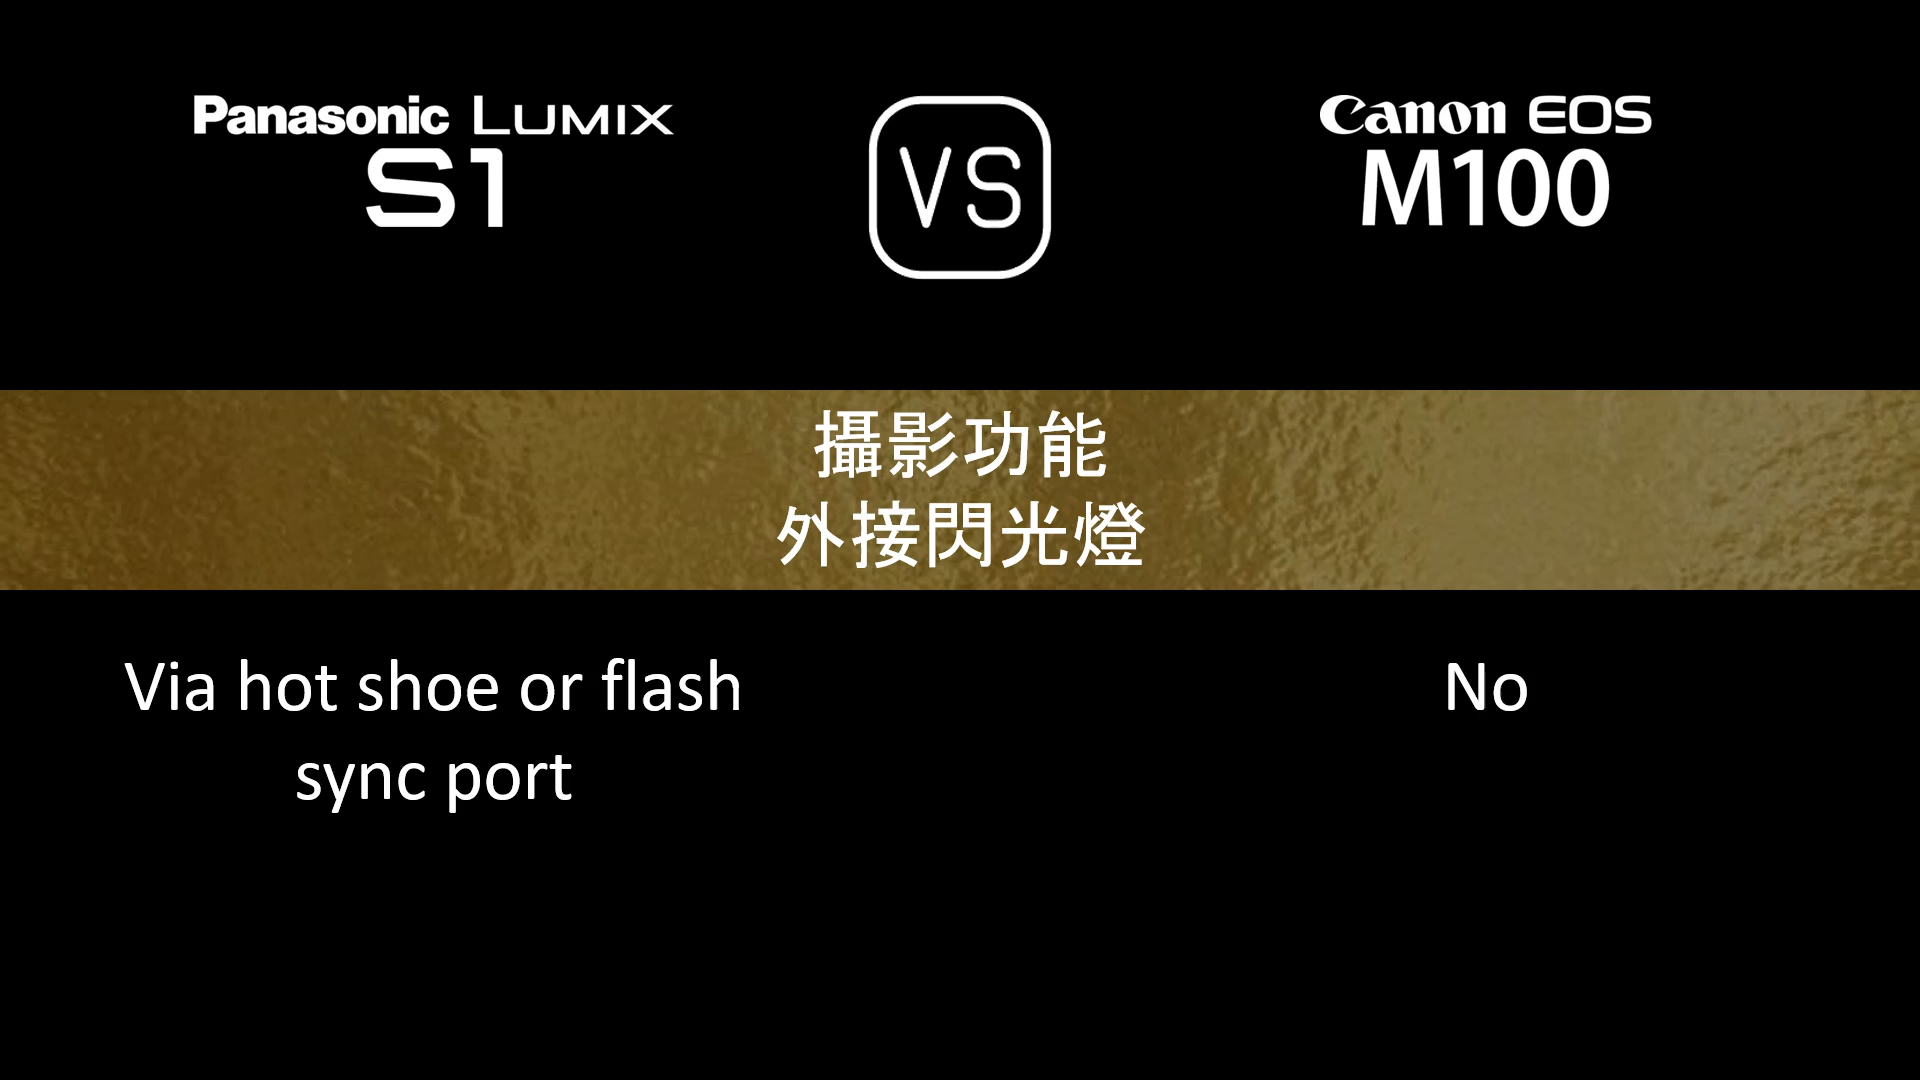 Panasonic LUMIX
S1
VS
Canon EOS
M100
攝影功能
外接閃光燈
Via hot shoe or flash
sync port
No